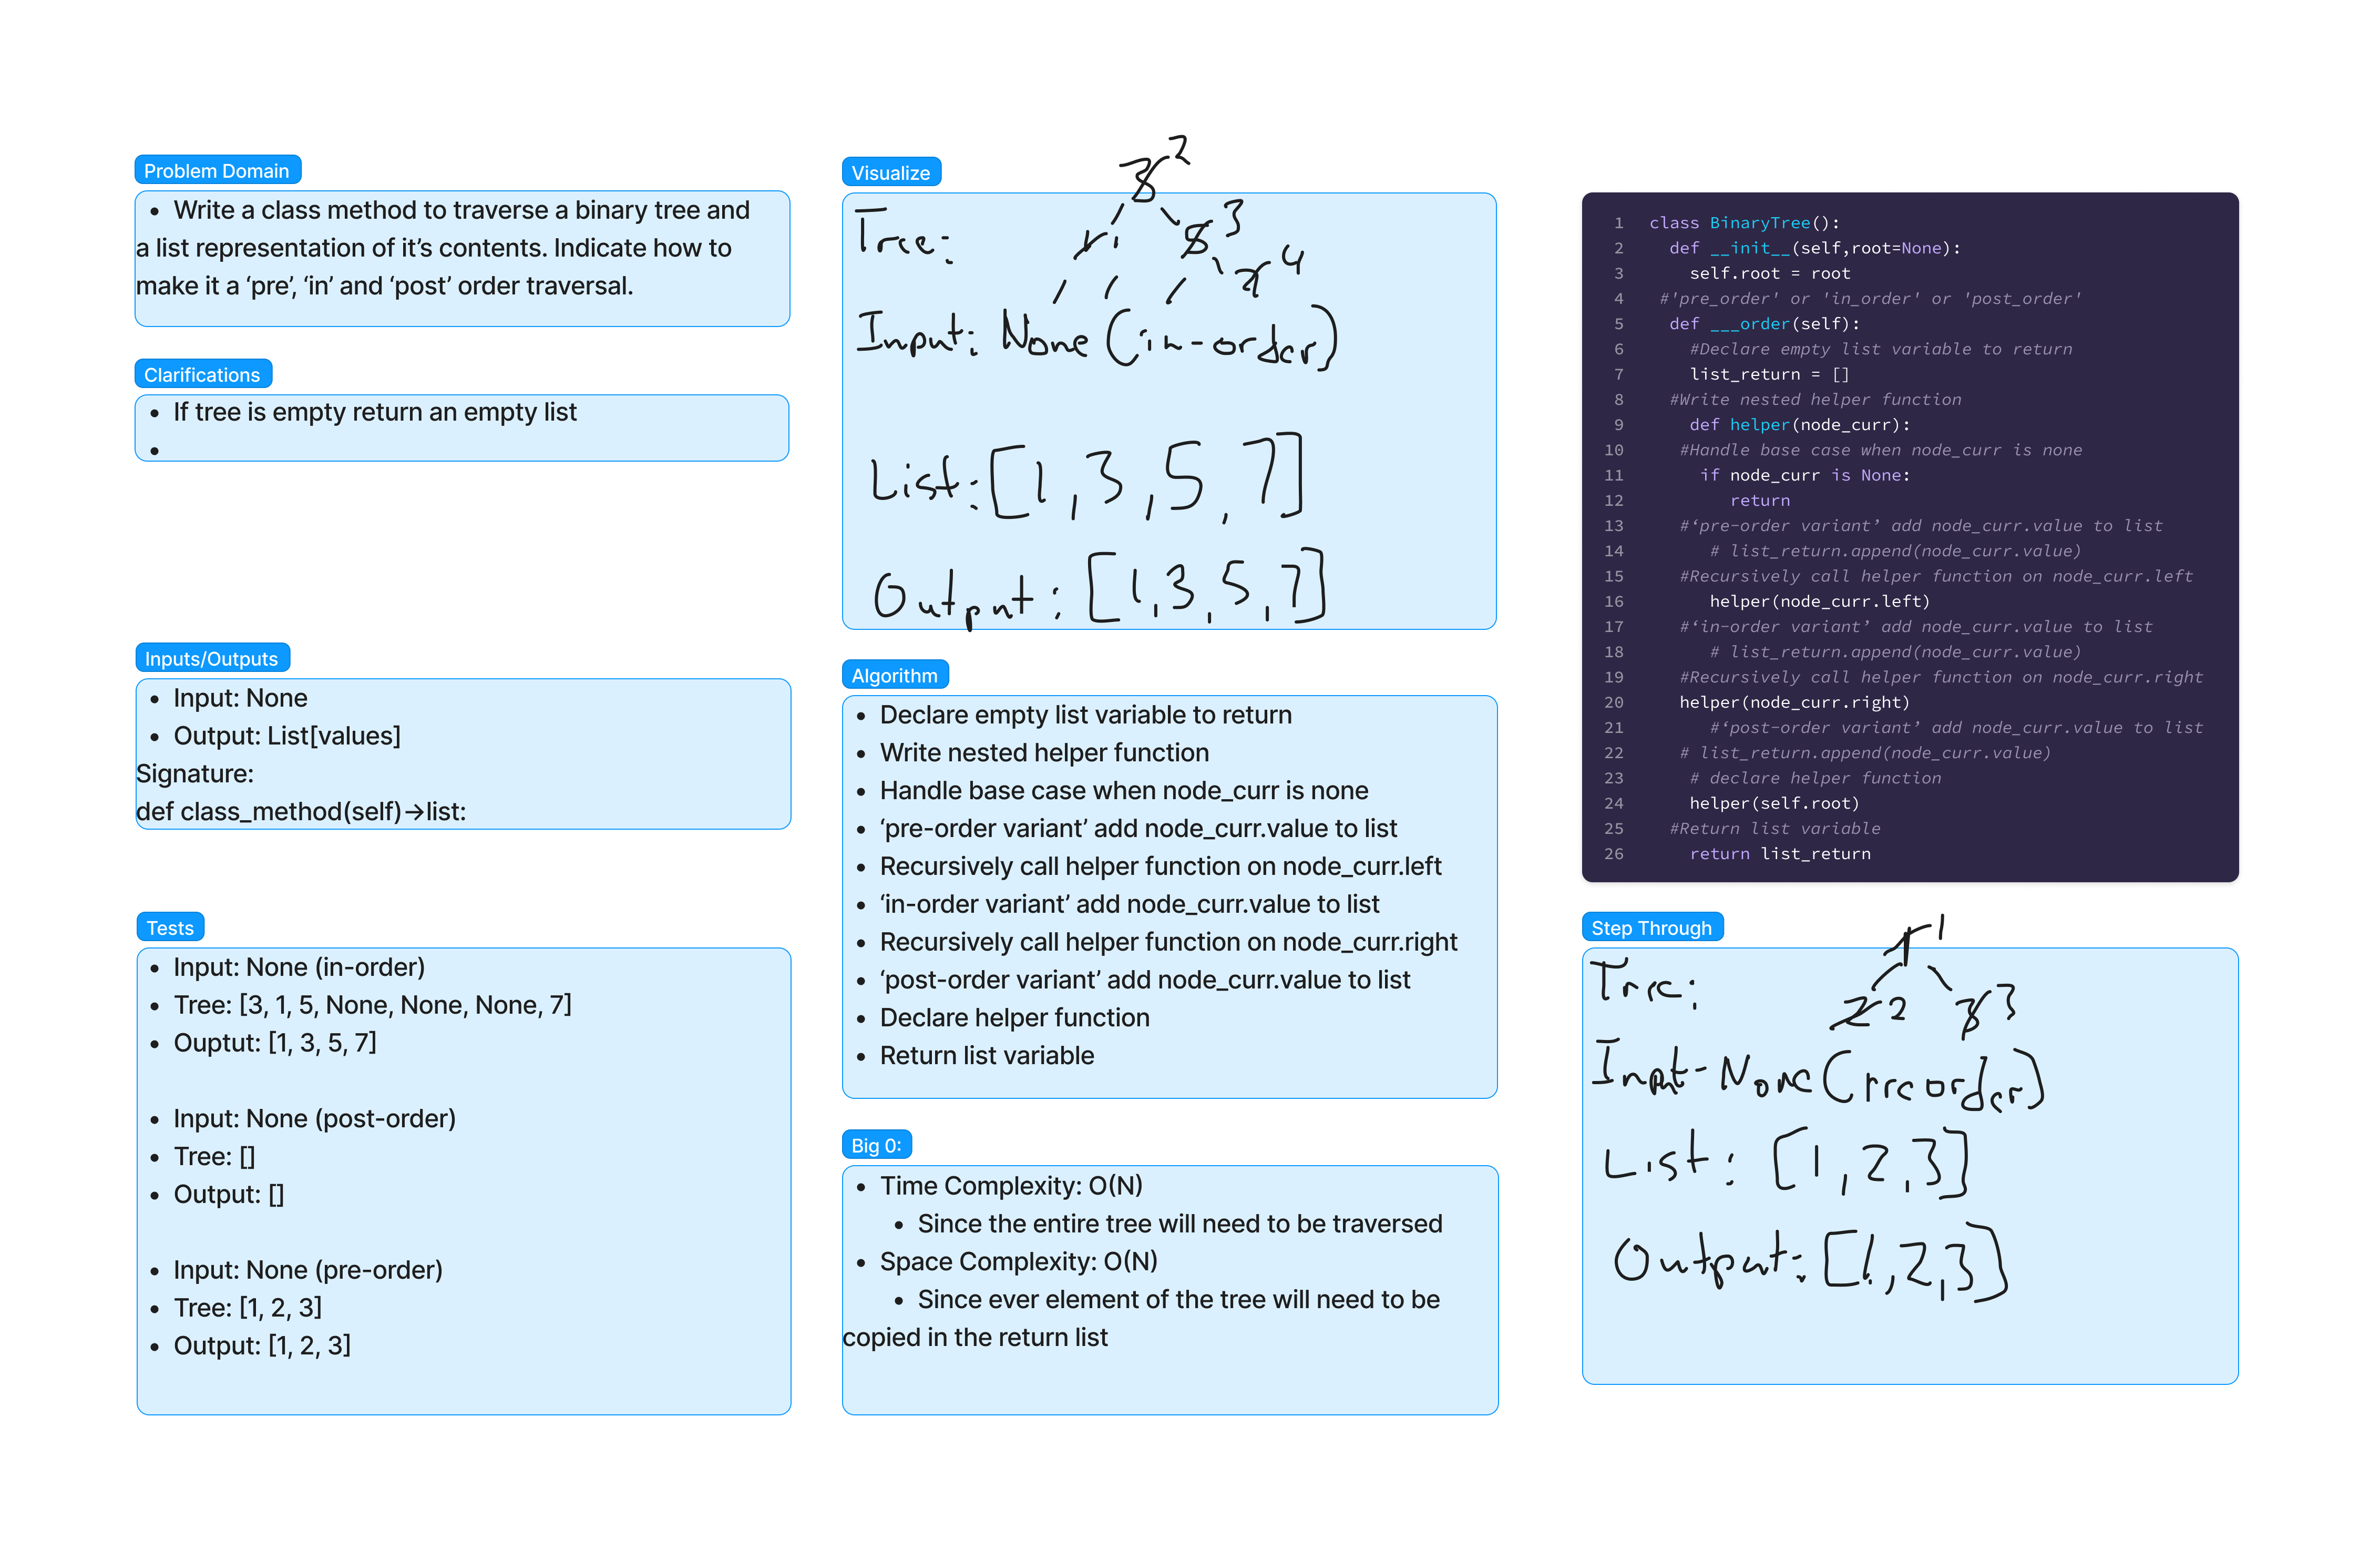 Problem Domain
• Write a class method to traverse a binary tree and
a list representation of it’s contents. Indicate how to
make it a ‘pre’, ‘in’ and ‘post’ order traversal.
Clarifications
• If tree is empty return an empty list
•
Inputs/Outputs
• Input: None
• Output: List[values]
Signature:
def class_method(self)→list:
Tests
• Input: None (in-order)
• Tree: [3, 1, 5, None, None, None, 7]
• Ouptut: [1, 3, 5, 7]
• Input: None (post-order)
• Tree: []
• Output: []
• Input: None (pre-order)
• Tree: [1, 2, 3]
• Output: [1, 2, 3]
Visualize
3 2
Tree: 1 1 5 3
7 4
Input: None (in-order)
List: [1, 3, 5, 7]
Output: [1, 3, 5, 7]
Algorithm
• Declare empty list variable to return
• Write nested helper function
• Handle base case when node_curr is none
• ‘pre-order variant’ add node_curr.value to list
• Recursively call helper function on node_curr.left
• ‘in-order variant’ add node_curr.value to list
• Recursively call helper function on node_curr.right
• ‘post-order variant’ add node_curr.value to list
• Declare helper function
• Return list variable
Big 0:
• Time Complexity: O(N)
• Since the entire tree will need to be traversed
• Space Complexity: O(N)
• Since ever element of the tree will need to be
copied in the return list
1 class BinaryTree():
2 def __init__(self,root=None):
3 self.root = root
4 #'pre_order' or 'in_order' or 'post_order'
5 def ___order(self):
6 #Declare empty list variable to return
7 list_return = []
8 #Write nested helper function
9 def helper(node_curr):
10 #Handle base case when node_curr is none
11 if node_curr is None:
12 return
13 #‘pre-order variant’ add node_curr.value to list
14 # list_return.append(node_curr.value)
15 #Recursively call helper function on node_curr.left
16 helper(node_curr.left)
17 #‘in-order variant’ add node_curr.value to list
18 # list_return.append(node_curr.value)
19 #Recursively call helper function on node_curr.right
20 helper(node_curr.right)
21 #‘post-order variant’ add node_curr.value to list
22 # list_return.append(node_curr.value)
23 # declare helper function
24 helper(self.root)
25 #Return list variable
26 return list_return
Step Through
1 1
Tree:
2 2 3 3
Input-None (preorder)
List: [1, 2, 3]
Output: [1, 2, 3]